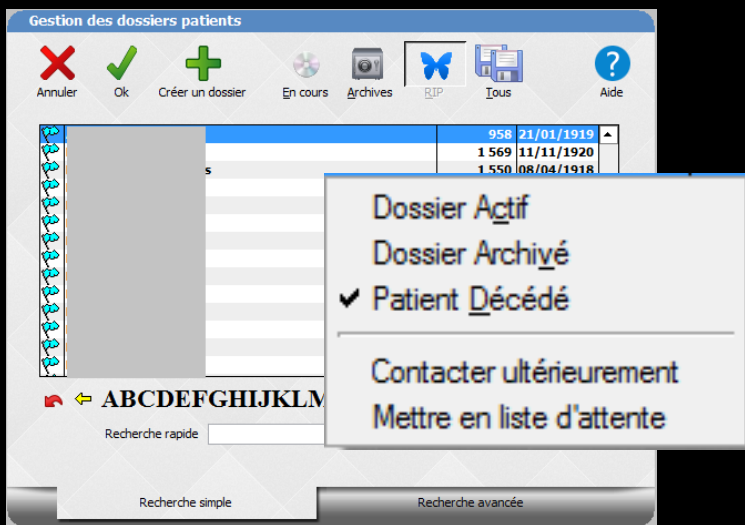 Gestion des dossiers patients
Annuler Ok Créer un dossier En cours Archives RIP Tous Aide
958 21/01/1919
1 569 11/11/1920
s 1 550 08/04/1918
Dossier Actif
Dossier Archivé
Patient Décédé
Contacter ultérieurement
Mettre en liste d'attente
ABCDEFGHIJKLM
Recherche rapide
Recherche simple Recherche avancée